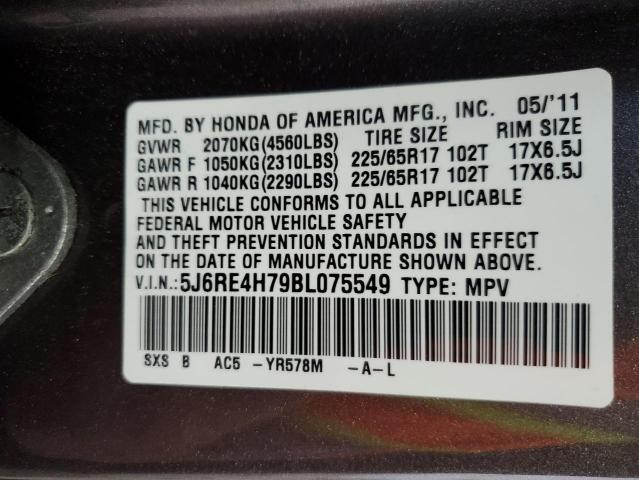 MFD. BY HONDA OF AMERICA MFG., INC. 05/'11
GVWR 2070KG(4560LBS) TIRE SIZE RIM SIZE
GAWR F 1050KG(2310LBS) 225/65R17 102T 17X6.5J
GAWR R 1040KG(2290LBS) 225/65R17 102T 17X6.5J
THIS VEHICLE CONFORMS TO ALL APPLICABLE
FEDERAL MOTOR VEHICLE SAFETY
AND THEFT PREVENTION STANDARDS IN EFFECT
ON THE DATE OF MANUFACTURE SHOWN ABOVE.
V.I.N.:5J6RE4H79BL075549 TYPE: MPV
SXS B AC5 -YR578M -A-L